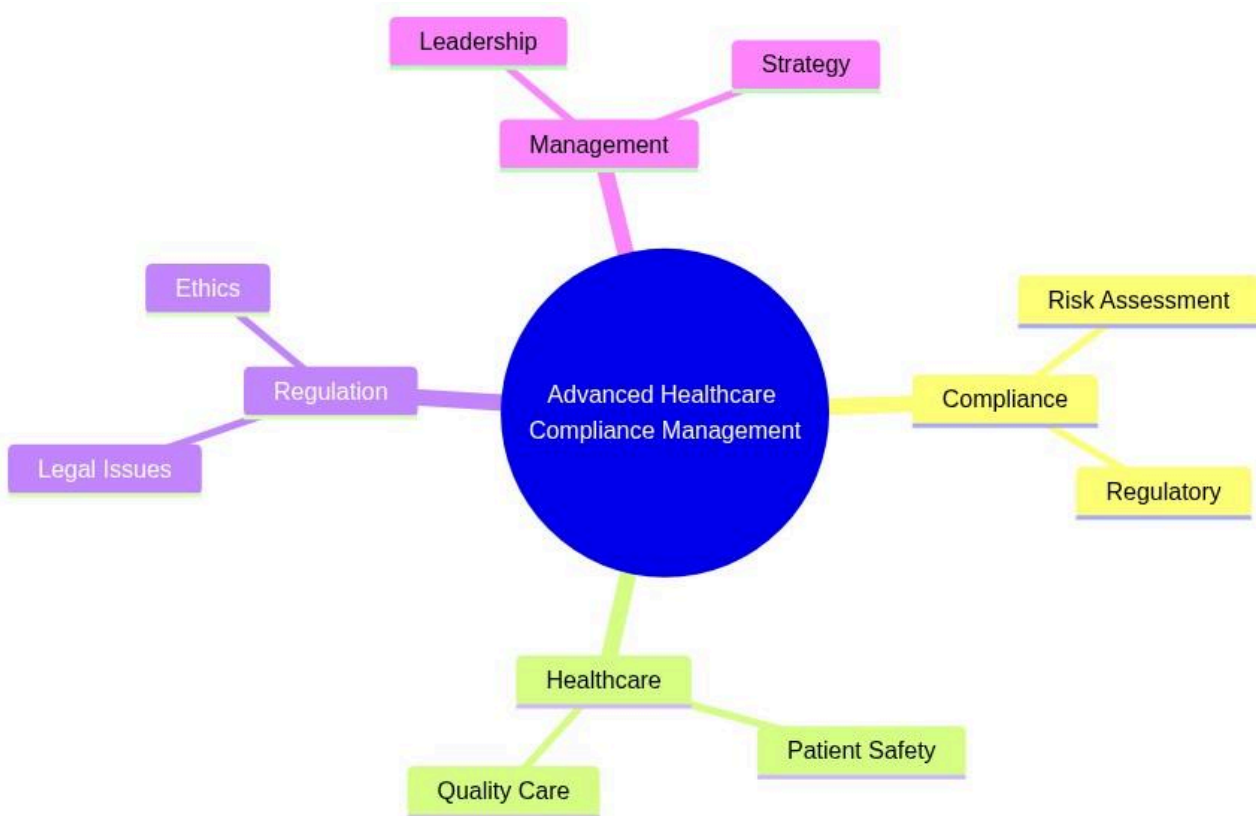 Leadership
Strategy
Management
Ethics
Risk Assessment
Regulation
Advanced Healthcare
Compliance Management
Compliance
Legal Issues
Regulatory
Healthcare
Patient Safety
Quality Care